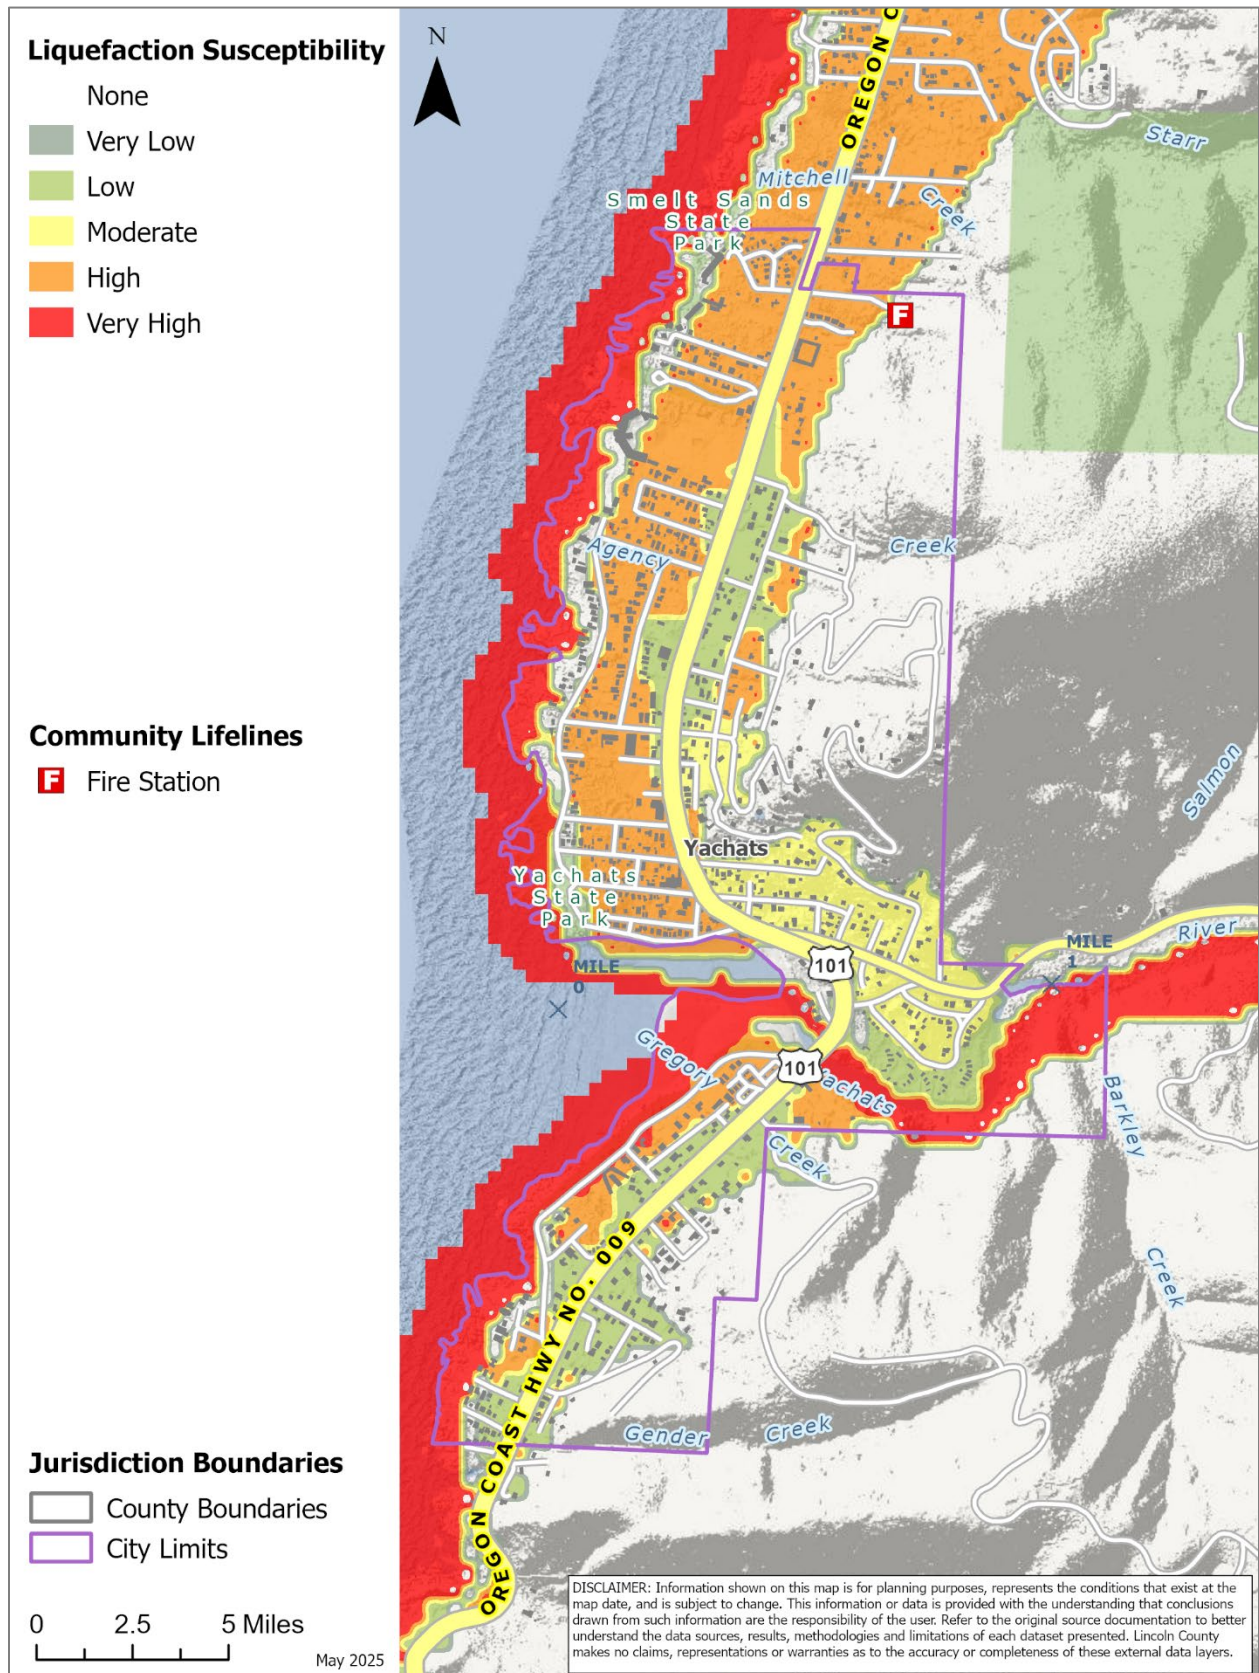 Liquefaction Susceptibility
None
Very Low
Low
Moderate
High
Very High
Community Lifelines
F Fire Station
Jurisdiction Boundaries
County Boundaries
City Limits
0 2.5 5 Miles
May 2025
N
OREGON C
Starr
Mitchell
Creek
Smelt Sands
State
Park
F
Agency
Creek
Salmon
Yachats
Yachats
State
Park
MILE
0
101
MILE
1
River
Gregory
101
Yachats
Creek
Barkley
Creek
OREGON COAST HWY NO. 009
Gender
Creek
DISCLAIMER: Information shown on this map is for planning purposes, represents the conditions that exist at the
map date, and is subject to change. This information or data is provided with the understanding that conclusions
drawn from such information are the responsibility of the user. Refer to the original source documentation to better
understand the data sources, results, methodologies and limitations of each dataset presented. Lincoln County
makes no claims, representations or warranties as to the accuracy or completeness of these external data layers.